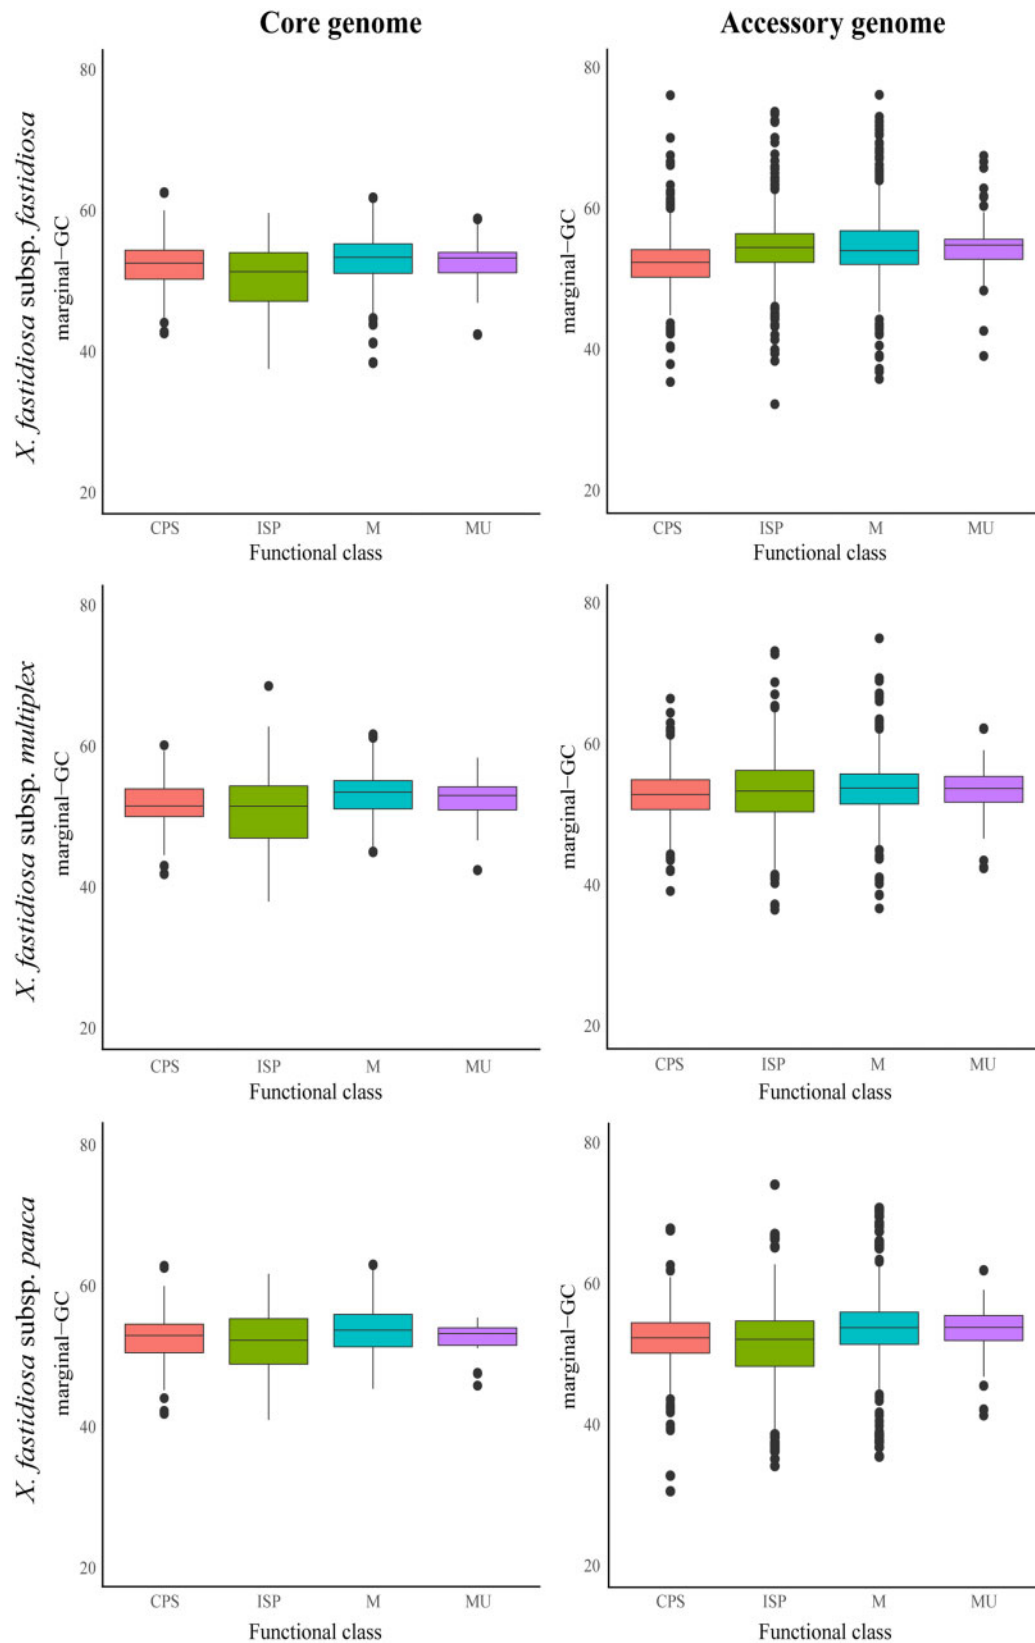 Core genome
Accessory genome
X. fastidiosa subsp. fastidiosa
marginal−GC
80
60
40
20
CPS ISP M MU
Functional class
marginal−GC
80
60
40
20
CPS ISP M MU
Functional class
X. fastidiosa subsp. multiplex
marginal−GC
80
60
40
20
CPS ISP M MU
Functional class
marginal−GC
80
60
40
20
CPS ISP M MU
Functional class
X. fastidiosa subsp. pauca
marginal−GC
80
60
40
20
CPS ISP M MU
Functional class
marginal−GC
80
60
40
20
CPS ISP M MU
Functional class